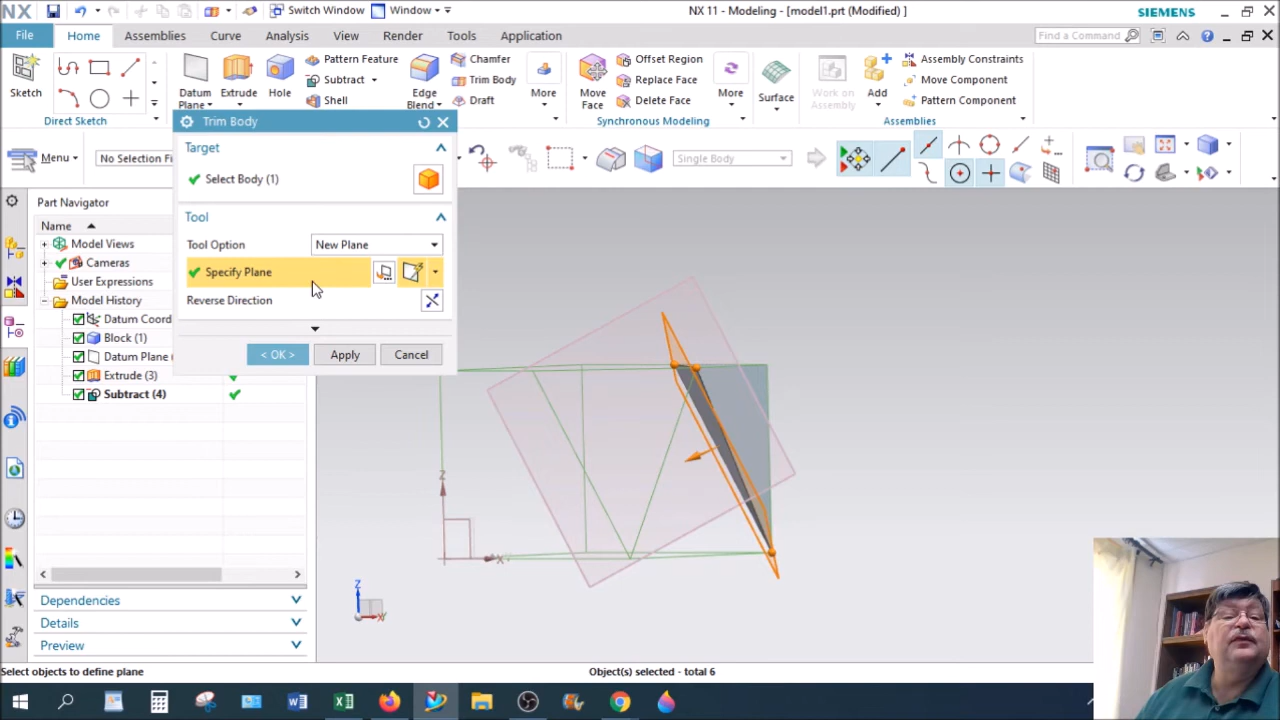 Switch Window Window NX 11 - Modeling - [model1.prt (Modified) ] SIEMENS
File Home Assemblies Curve Analysis View Render Tools Application Find a Command
Sketch
Datum Plane
Extrude
Hole
Pattern Feature
Subtract
Shell
Edge Blend
Chamfer
Trim Body
Draft
More
Move Face
Offset Region
Replace Face
Delete Face
More
Surface
Work on Assembly
Add
Assembly Constraints
Move Component
Pattern Component
Direct Sketch
Synchronous Modeling
Assemblies
Menu
No Selection Fi
Single Body
Trim Body
Target
Select Body (1)
Tool
Tool Option New Plane
Specify Plane
Reverse Direction
< OK > Apply Cancel
Part Navigator
Name
Model Views
Cameras
User Expressions
Model History
Datum Coord
Block (1)
Datum Plane (
Extrude (3)
Subtract (4)
Dependencies
Details
Preview
Z
X
Z
X
Select objects to define plane Object(s) selected - total 6